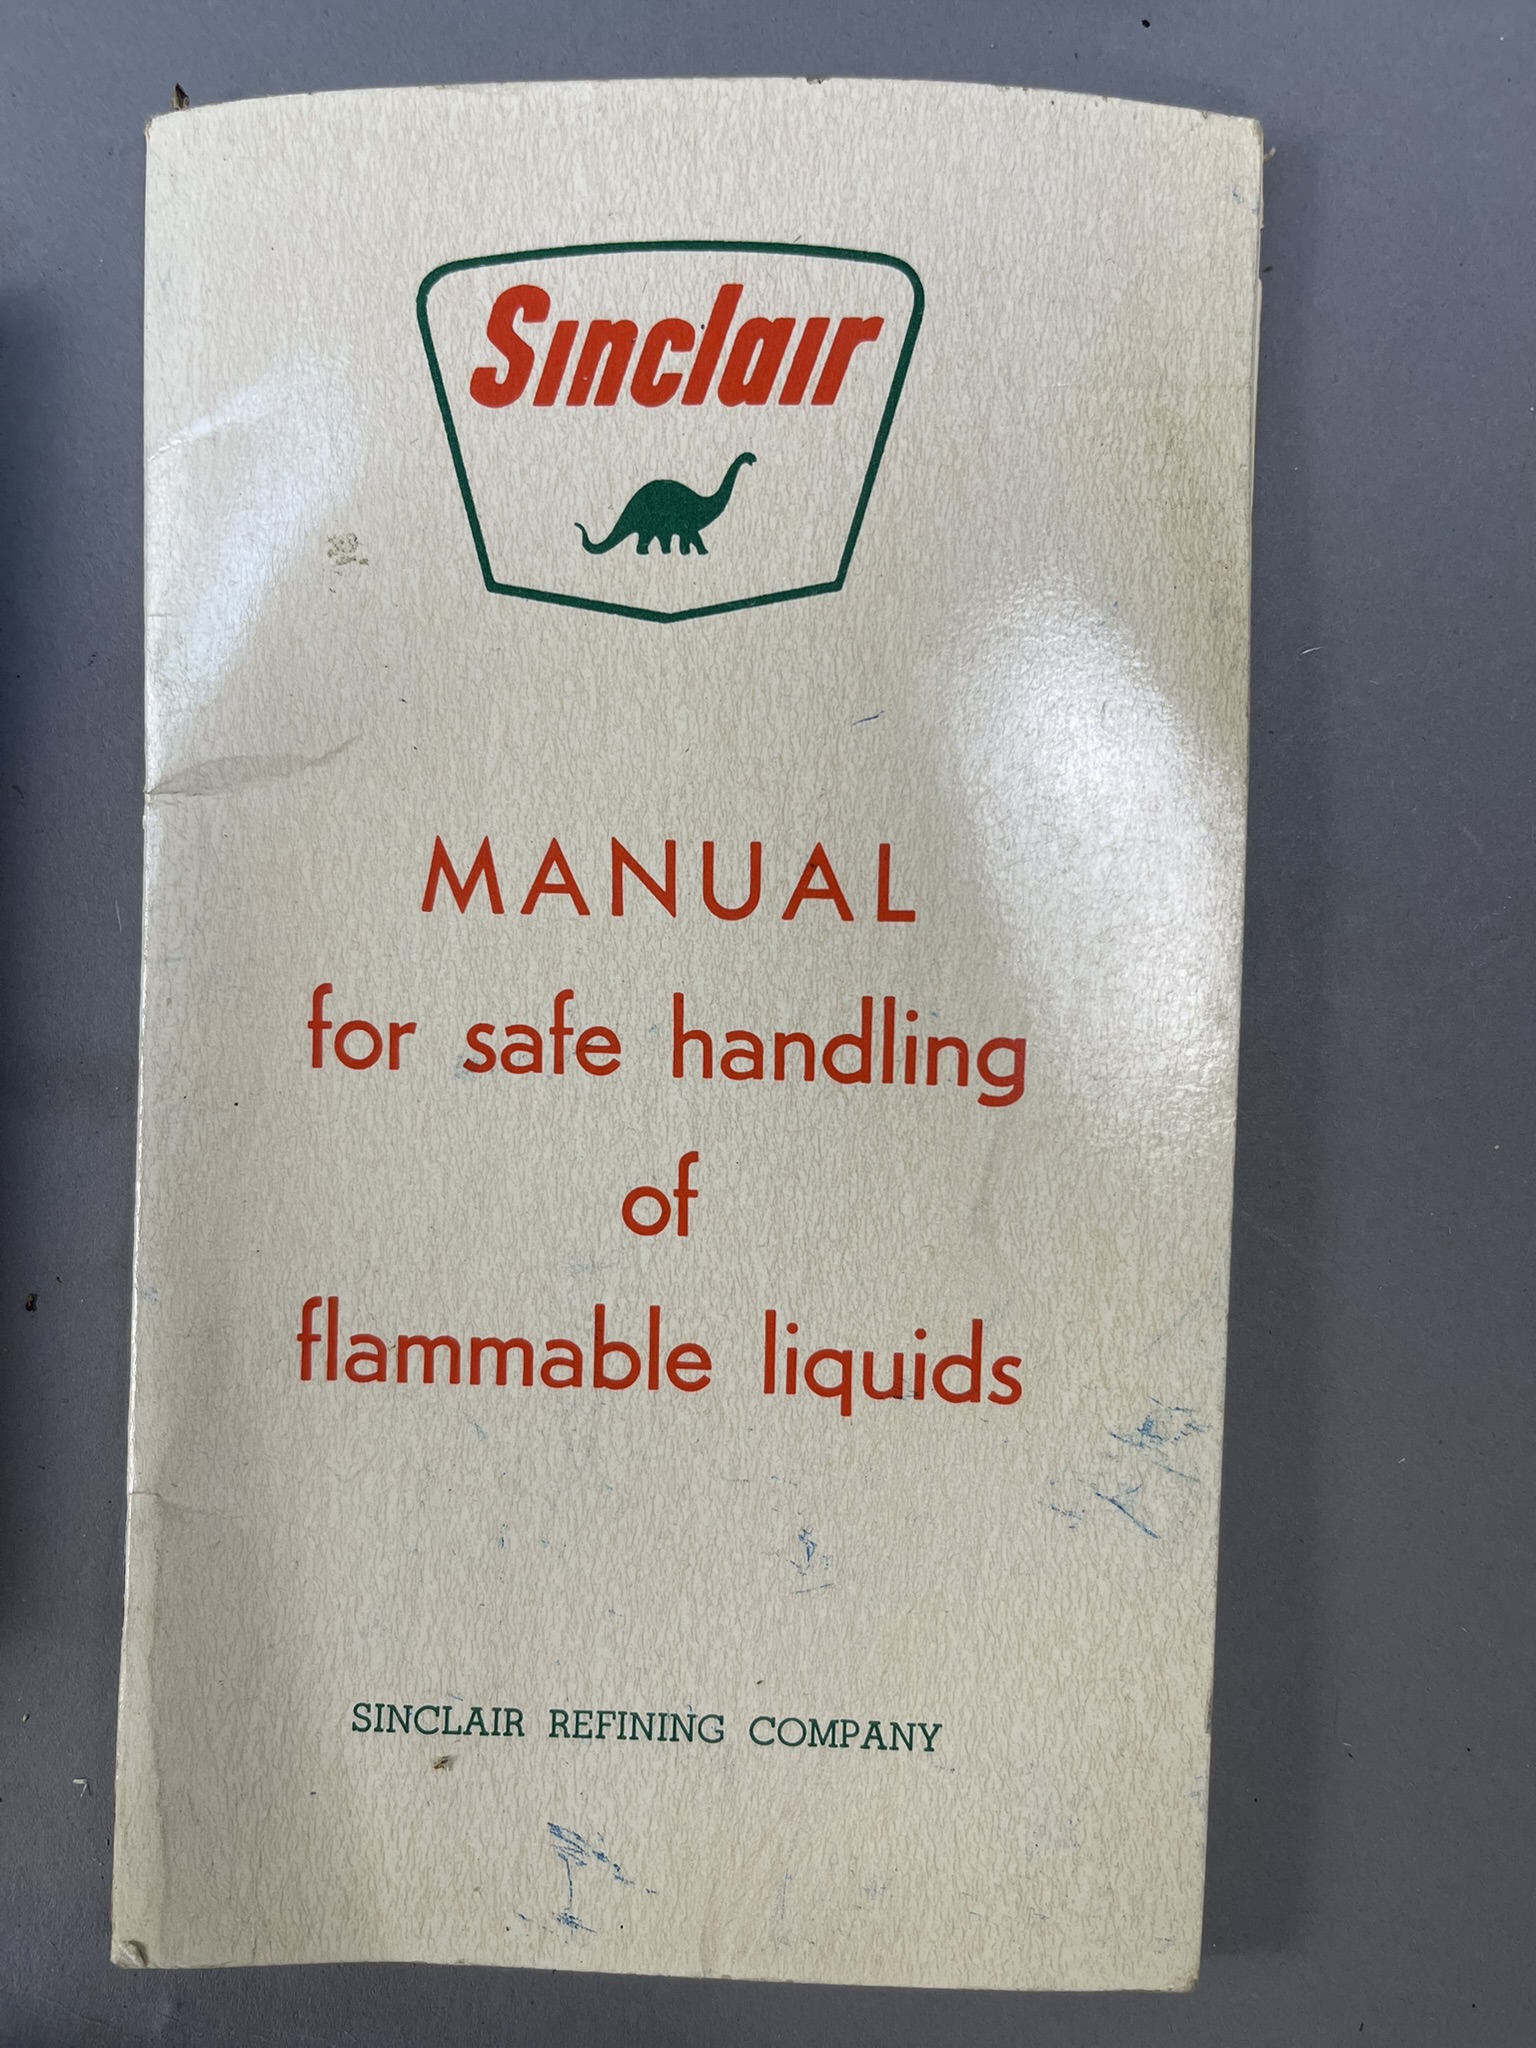 Sinclair
MANUAL
for safe handling
of
flammable liquids
SINCLAIR REFINING COMPANY